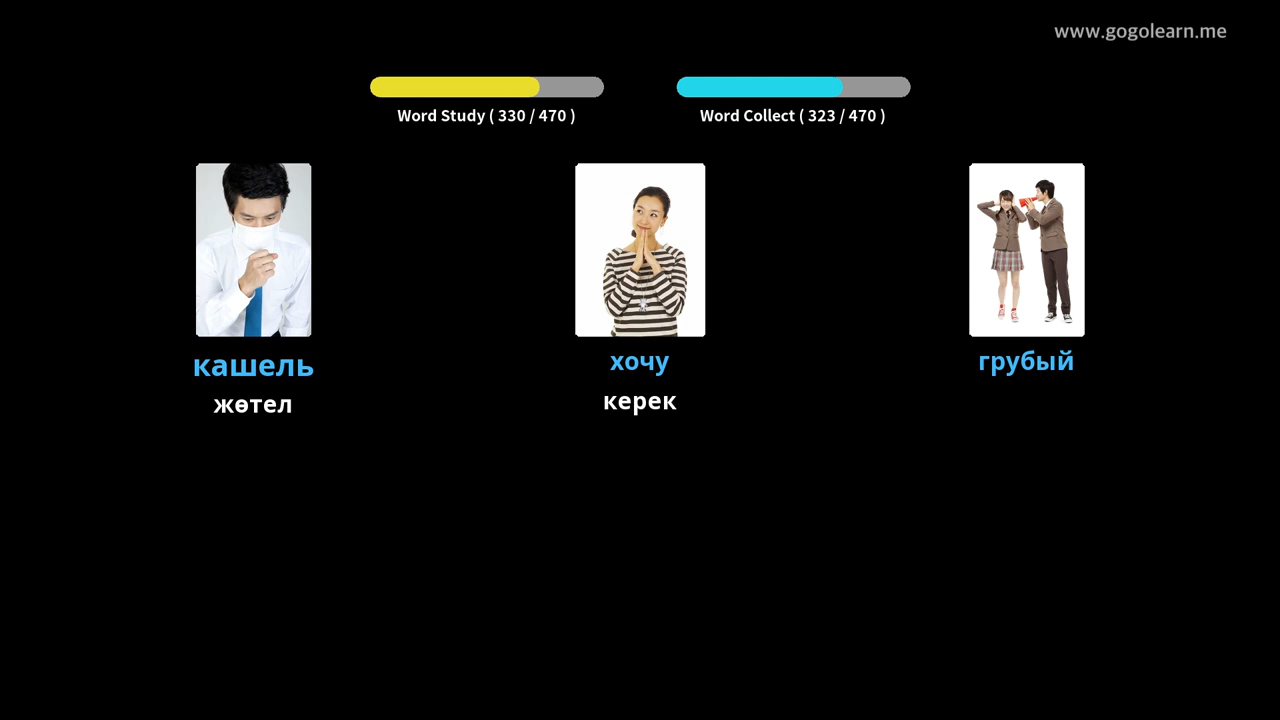 www.gogolearn.me
Word Study ( 330 / 470 )
Word Collect ( 323 / 470 )
кашель
жөтел
хочу
керек
грубый